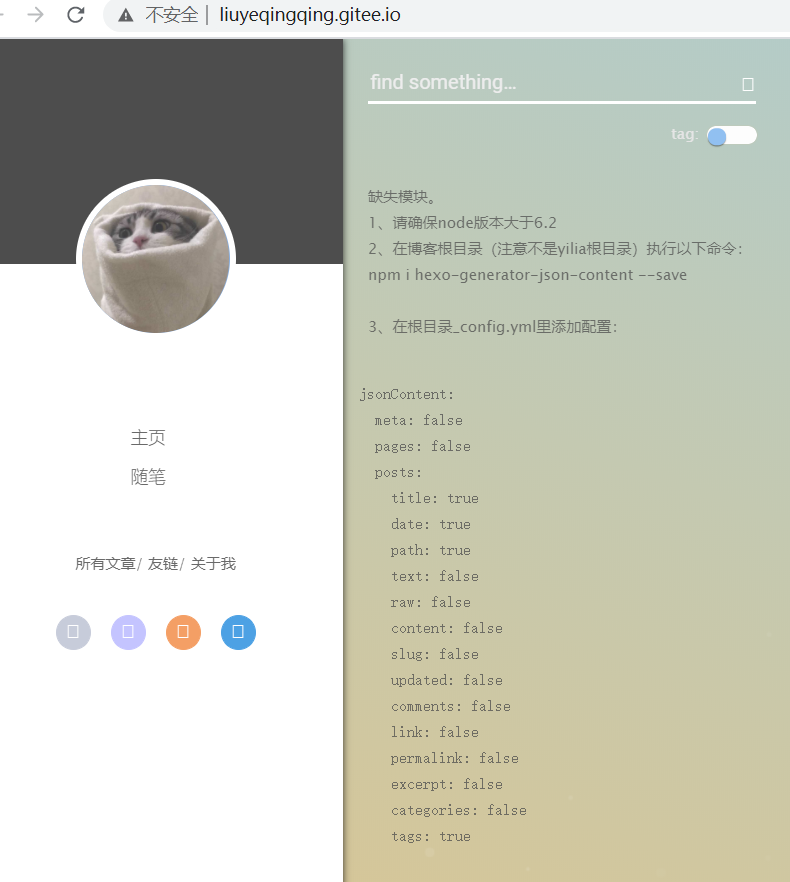 不安全 | liuyeqingqing.gitee.io
主页
随笔
所有文章/ 友链/ 关于我
find something…
tag:
缺失模块。
1、请确保node版本大于6.2
2、在博客根目录（注意不是yilia根目录）执行以下命令：
npm i hexo-generator-json-content --save
3、在根目录_config.yml里添加配置：
jsonContent:
meta: false
pages: false
posts:
title: true
date: true
path: true
text: false
raw: false
content: false
slug: false
updated: false
comments: false
link: false
permalink: false
excerpt: false
categories: false
tags: true